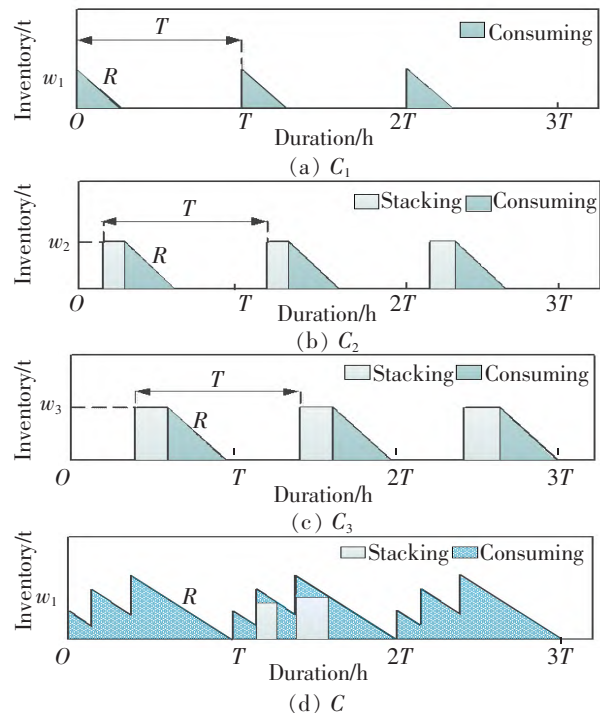 Inventory/t
T
Consuming
w₁
R
O
T
2T
3T
Duration/h
(a) C₁
Inventory/t
Stacking
Consuming
T
w₂
R
O
T
2T
3T
Duration/h
(b) C₂
Inventory/t
Stacking
Consuming
T
w₃
R
O
T
2T
3T
Duration/h
(c) C₃
Inventory/t
Stacking
Consuming
w₁
R
O
T
2T
3T
Duration/h
(d) C